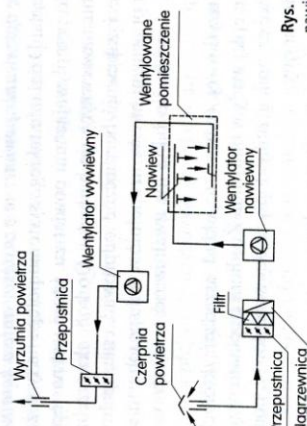 Wyrzutnia powietrza
Przepustnica
Wentylator wywiewny
Czerpnia
powietrza
Wentylowane
pomieszczenie
Nawiew
Filtr
Wentylator
nawiewny
Rys.